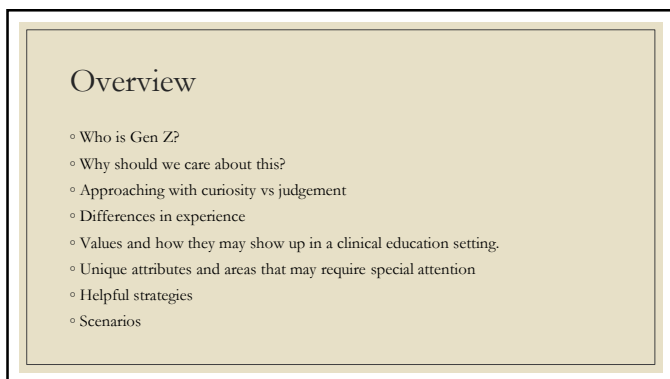 Overview
◦ Who is Gen Z?
◦ Why should we care about this?
◦ Approaching with curiosity vs judgement
◦ Differences in experience
◦ Values and how they may show up in a clinical education setting.
◦ Unique attributes and areas that may require special attention
◦ Helpful strategies
◦ Scenarios